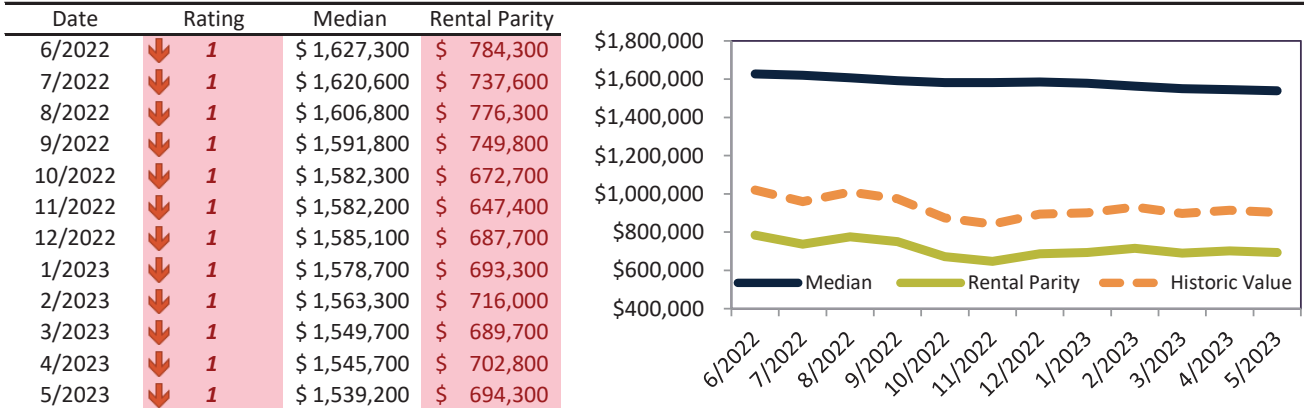 Date Rating Median Rental Parity
6/2022 1 $ 1,627,300 $ 784,300
7/2022 1 $ 1,620,600 $ 737,600
8/2022 1 $ 1,606,800 $ 776,300
9/2022 1 $ 1,591,800 $ 749,800
10/2022 1 $ 1,582,300 $ 672,700
11/2022 1 $ 1,582,200 $ 647,400
12/2022 1 $ 1,585,100 $ 687,700
1/2023 1 $ 1,578,700 $ 693,300
2/2023 1 $ 1,563,300 $ 716,000
3/2023 1 $ 1,549,700 $ 689,700
4/2023 1 $ 1,545,700 $ 702,800
5/2023 1 $ 1,539,200 $ 694,300
$1,800,000
$1,600,000
$1,400,000
$1,200,000
$1,000,000
$800,000
$600,000
$400,000
Median Rental Parity Historic Value
6/2022 7/2022 8/2022 9/2022 10/2022 11/2022 12/2022 1/2023 2/2023 3/2023 4/2023 5/2023